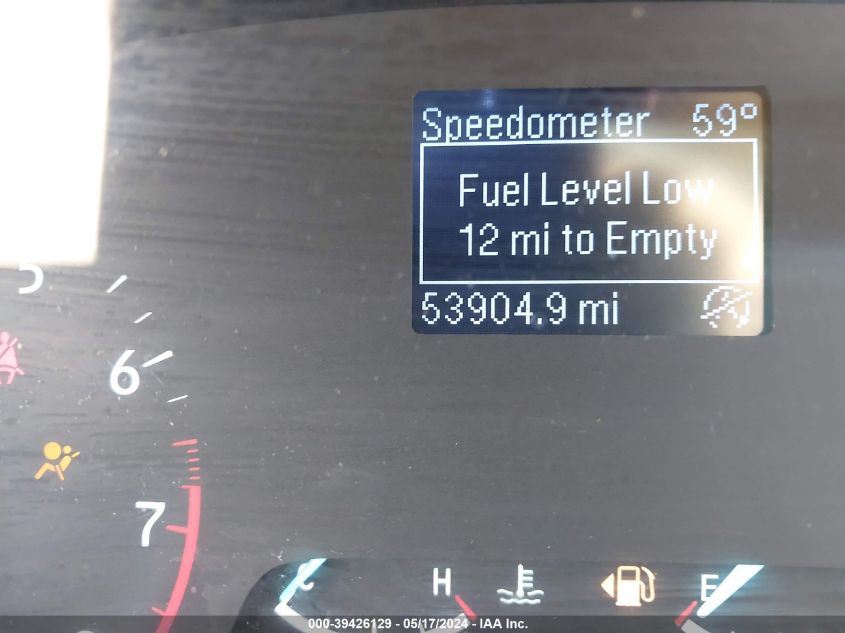 Speedometer 59°
Fuel Level Low
12 mi to Empty
53904.9 mi
5
6
7
C H E
000-39426129 - 05/17/2024 - IAA Inc.